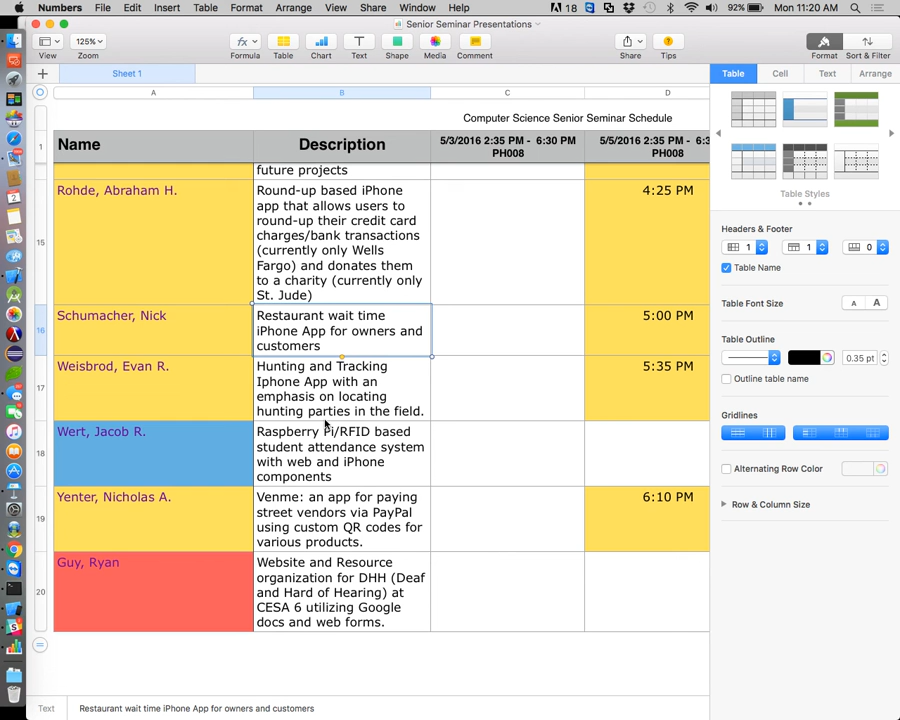 Numbers File Edit Insert Table Format Arrange View Share Window Help 18 92% Mon 11:20 AM
Senior Seminar Presentations
125%
View Zoom Formula Table Chart Text Shape Media Comment Share Tips Format Sort & Filter
Sheet 1
Table Cell Text Arrange
A B C D
Computer Science Senior Seminar Schedule
1 Name Description 5/3/2016 2:35 PM - 6:30 PM 5/5/2016 2:35 PM - 6:3
PH008 PH008
future projects
15 Rohde, Abraham H. Round-up based iPhone 4:25 PM
app that allows users to
round-up their credit card
charges/bank transactions
(currently only Wells
Fargo) and donates them
to a charity (currently only
St. Jude)
16 Schumacher, Nick Restaurant wait time 5:00 PM
iPhone App for owners and
customers
17 Weisbrod, Evan R. Hunting and Tracking 5:35 PM
Iphone App with an
emphasis on locating
hunting parties in the field.
18 Wert, Jacob R. Raspberry Pi/RFID based
student attendance system
with web and iPhone
components
19 Yenter, Nicholas A. Venme: an app for paying 6:10 PM
street vendors via PayPal
using custom QR codes for
various products.
20 Guy, Ryan Website and Resource
organization for DHH (Deaf
and Hard of Hearing) at
CESA 6 utilizing Google
docs and web forms.
Table Styles
Headers & Footer
1 1 0
Table Name
Table Font Size A A
Table Outline
0.35 pt
Outline table name
Gridlines
Alternating Row Color
Row & Column Size
Text Restaurant wait time iPhone App for owners and customers